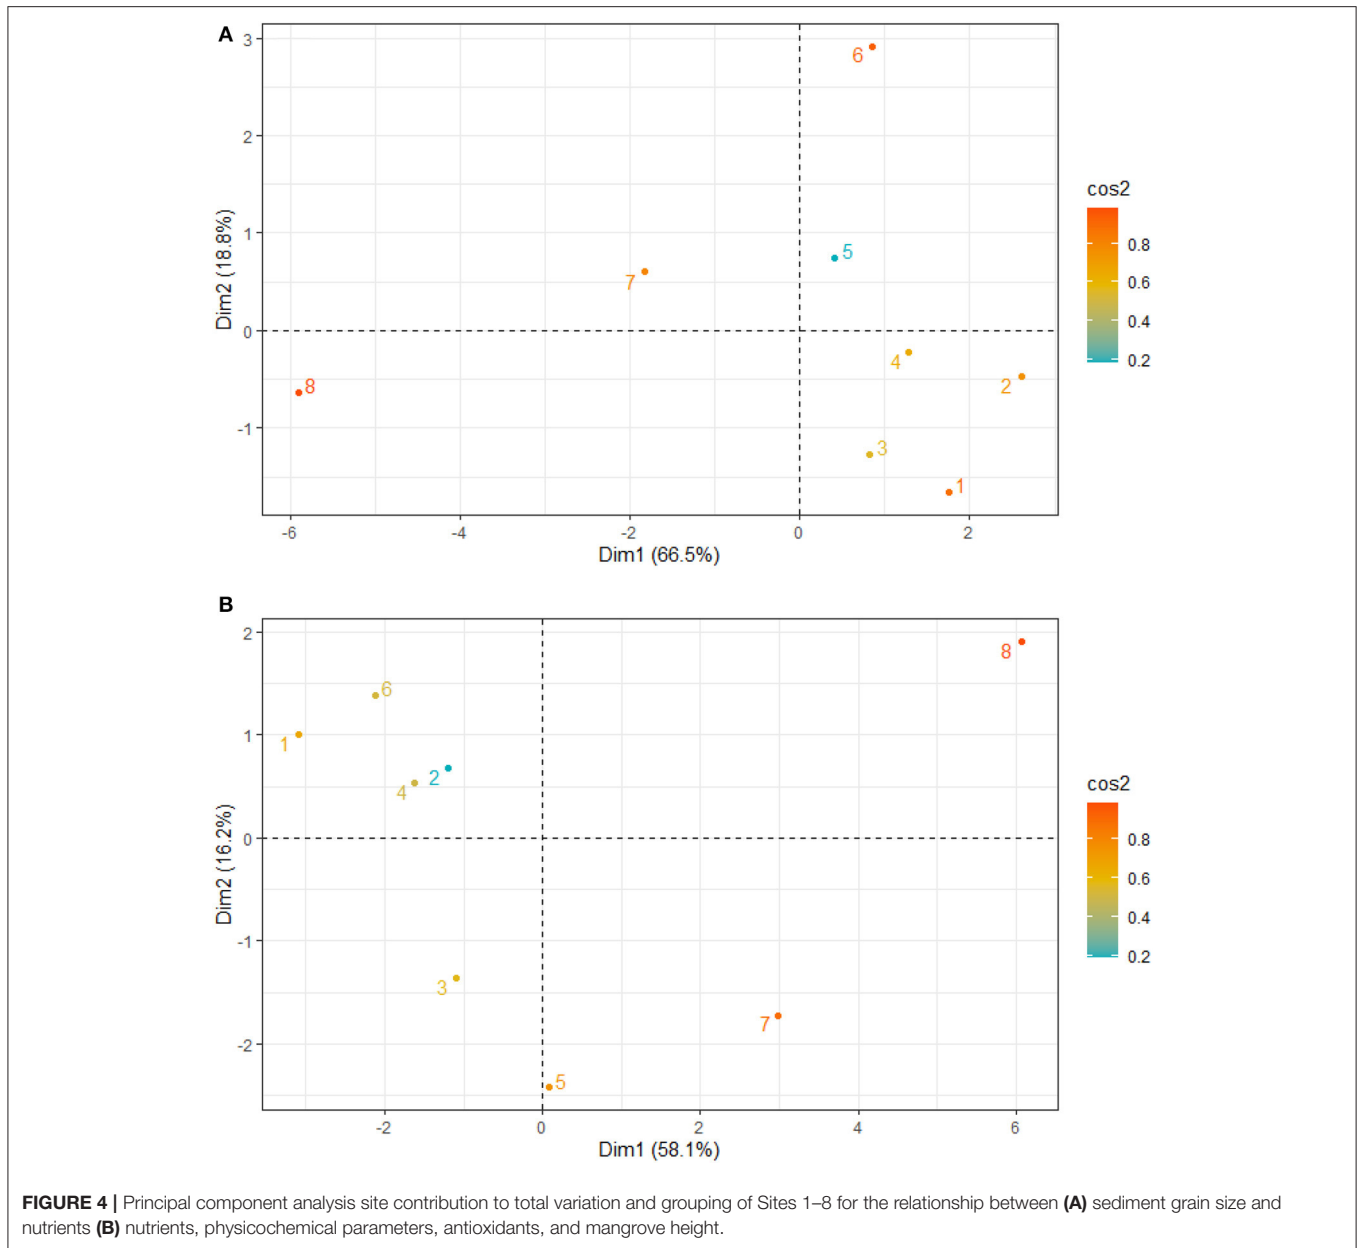 A
3
2
1
0
-1
Dim2 (18.8%)
6
5
7
4
8
2
3
1
-6 -4 -2 0 2
Dim1 (66.5%)
cos2
0.8
0.6
0.4
0.2
B
2
1
0
-1
-2
Dim2 (16.2%)
8
6
1
2
4
3
7
5
-2 0 2 4 6
Dim1 (58.1%)
cos2
0.8
0.6
0.4
0.2
FIGURE 4 | Principal component analysis site contribution to total variation and grouping of Sites 1–8 for the relationship between (A) sediment grain size and
nutrients (B) nutrients, physicochemical parameters, antioxidants, and mangrove height.